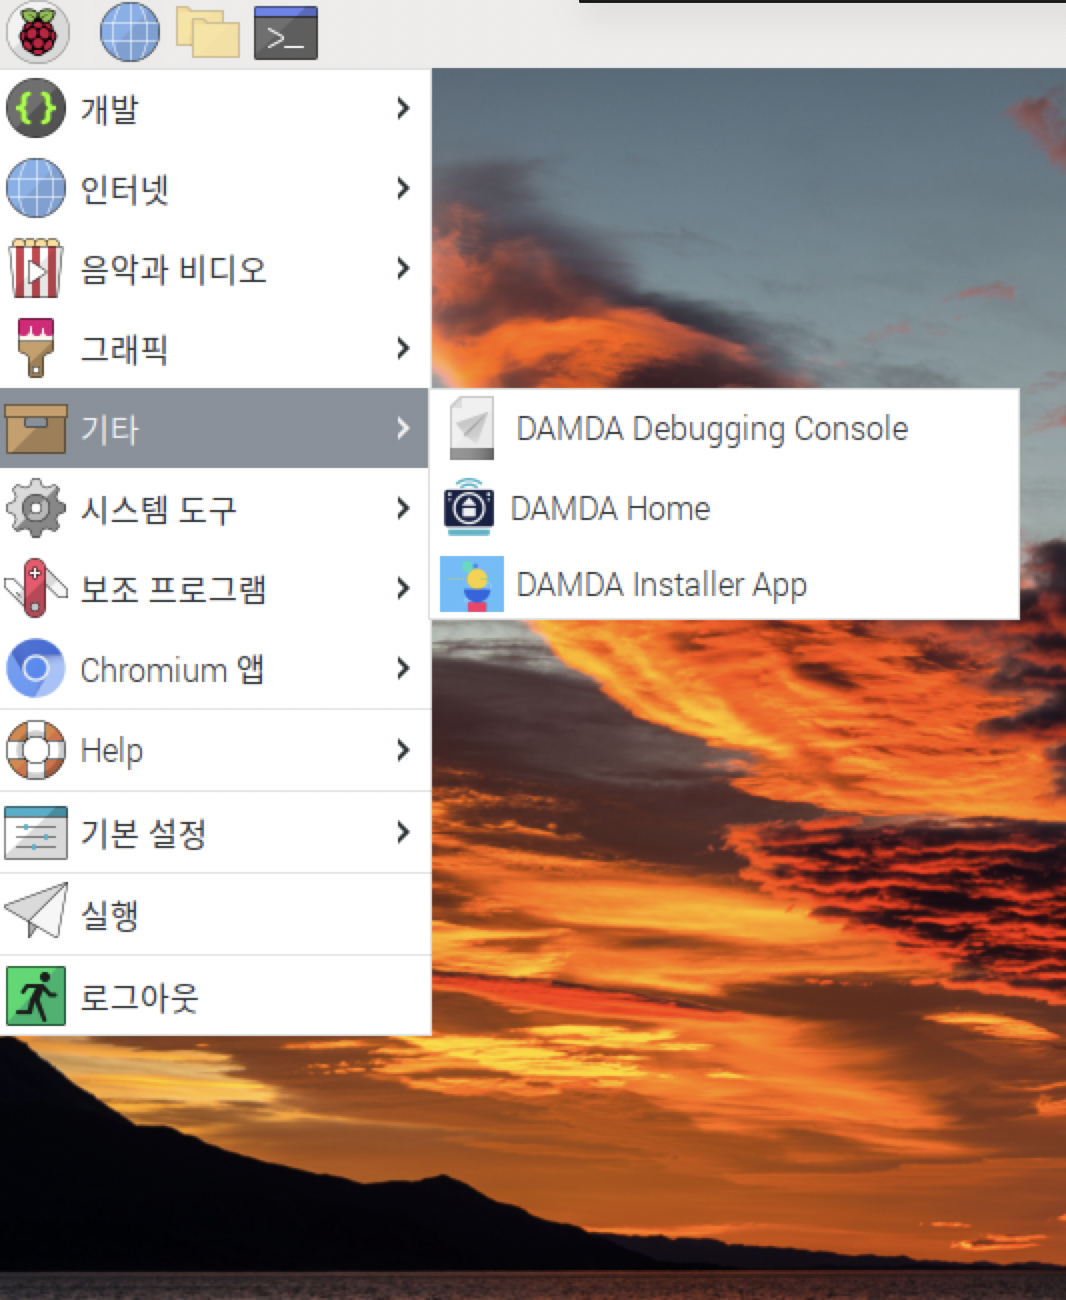 개발
인터넷
음악과 비디오
그래픽
기타
DAMDA Debugging Console
DAMDA Home
DAMDA Installer App
시스템 도구
보조 프로그램
Chromium 앱
Help
기본 설정
실행
로그아웃